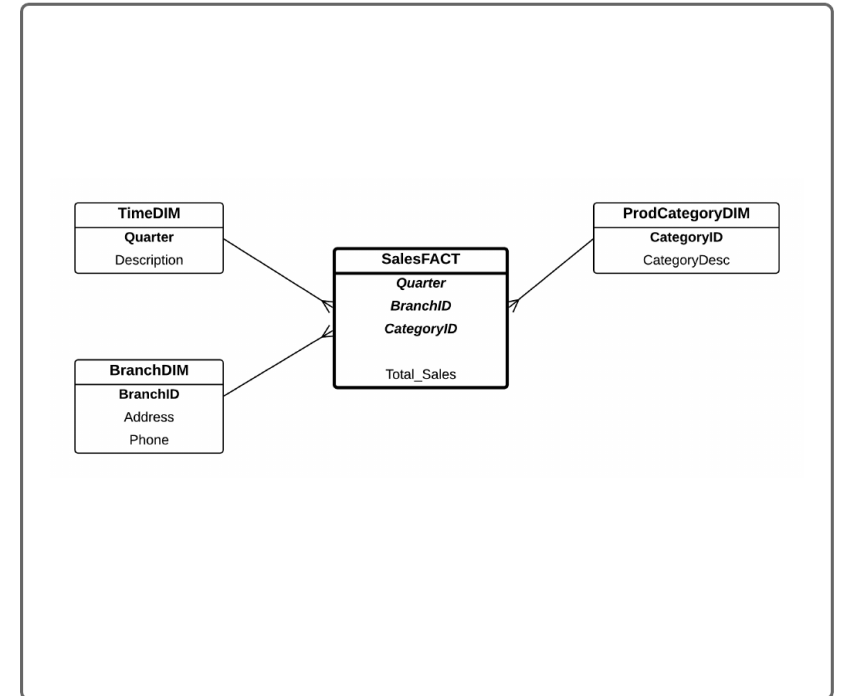 TimeDIM
Quarter
Description
BranchDIM
BranchID
Address
Phone
SalesFACT
Quarter
BranchID
CategoryID
Total_Sales
ProdCategoryDIM
CategoryID
CategoryDesc